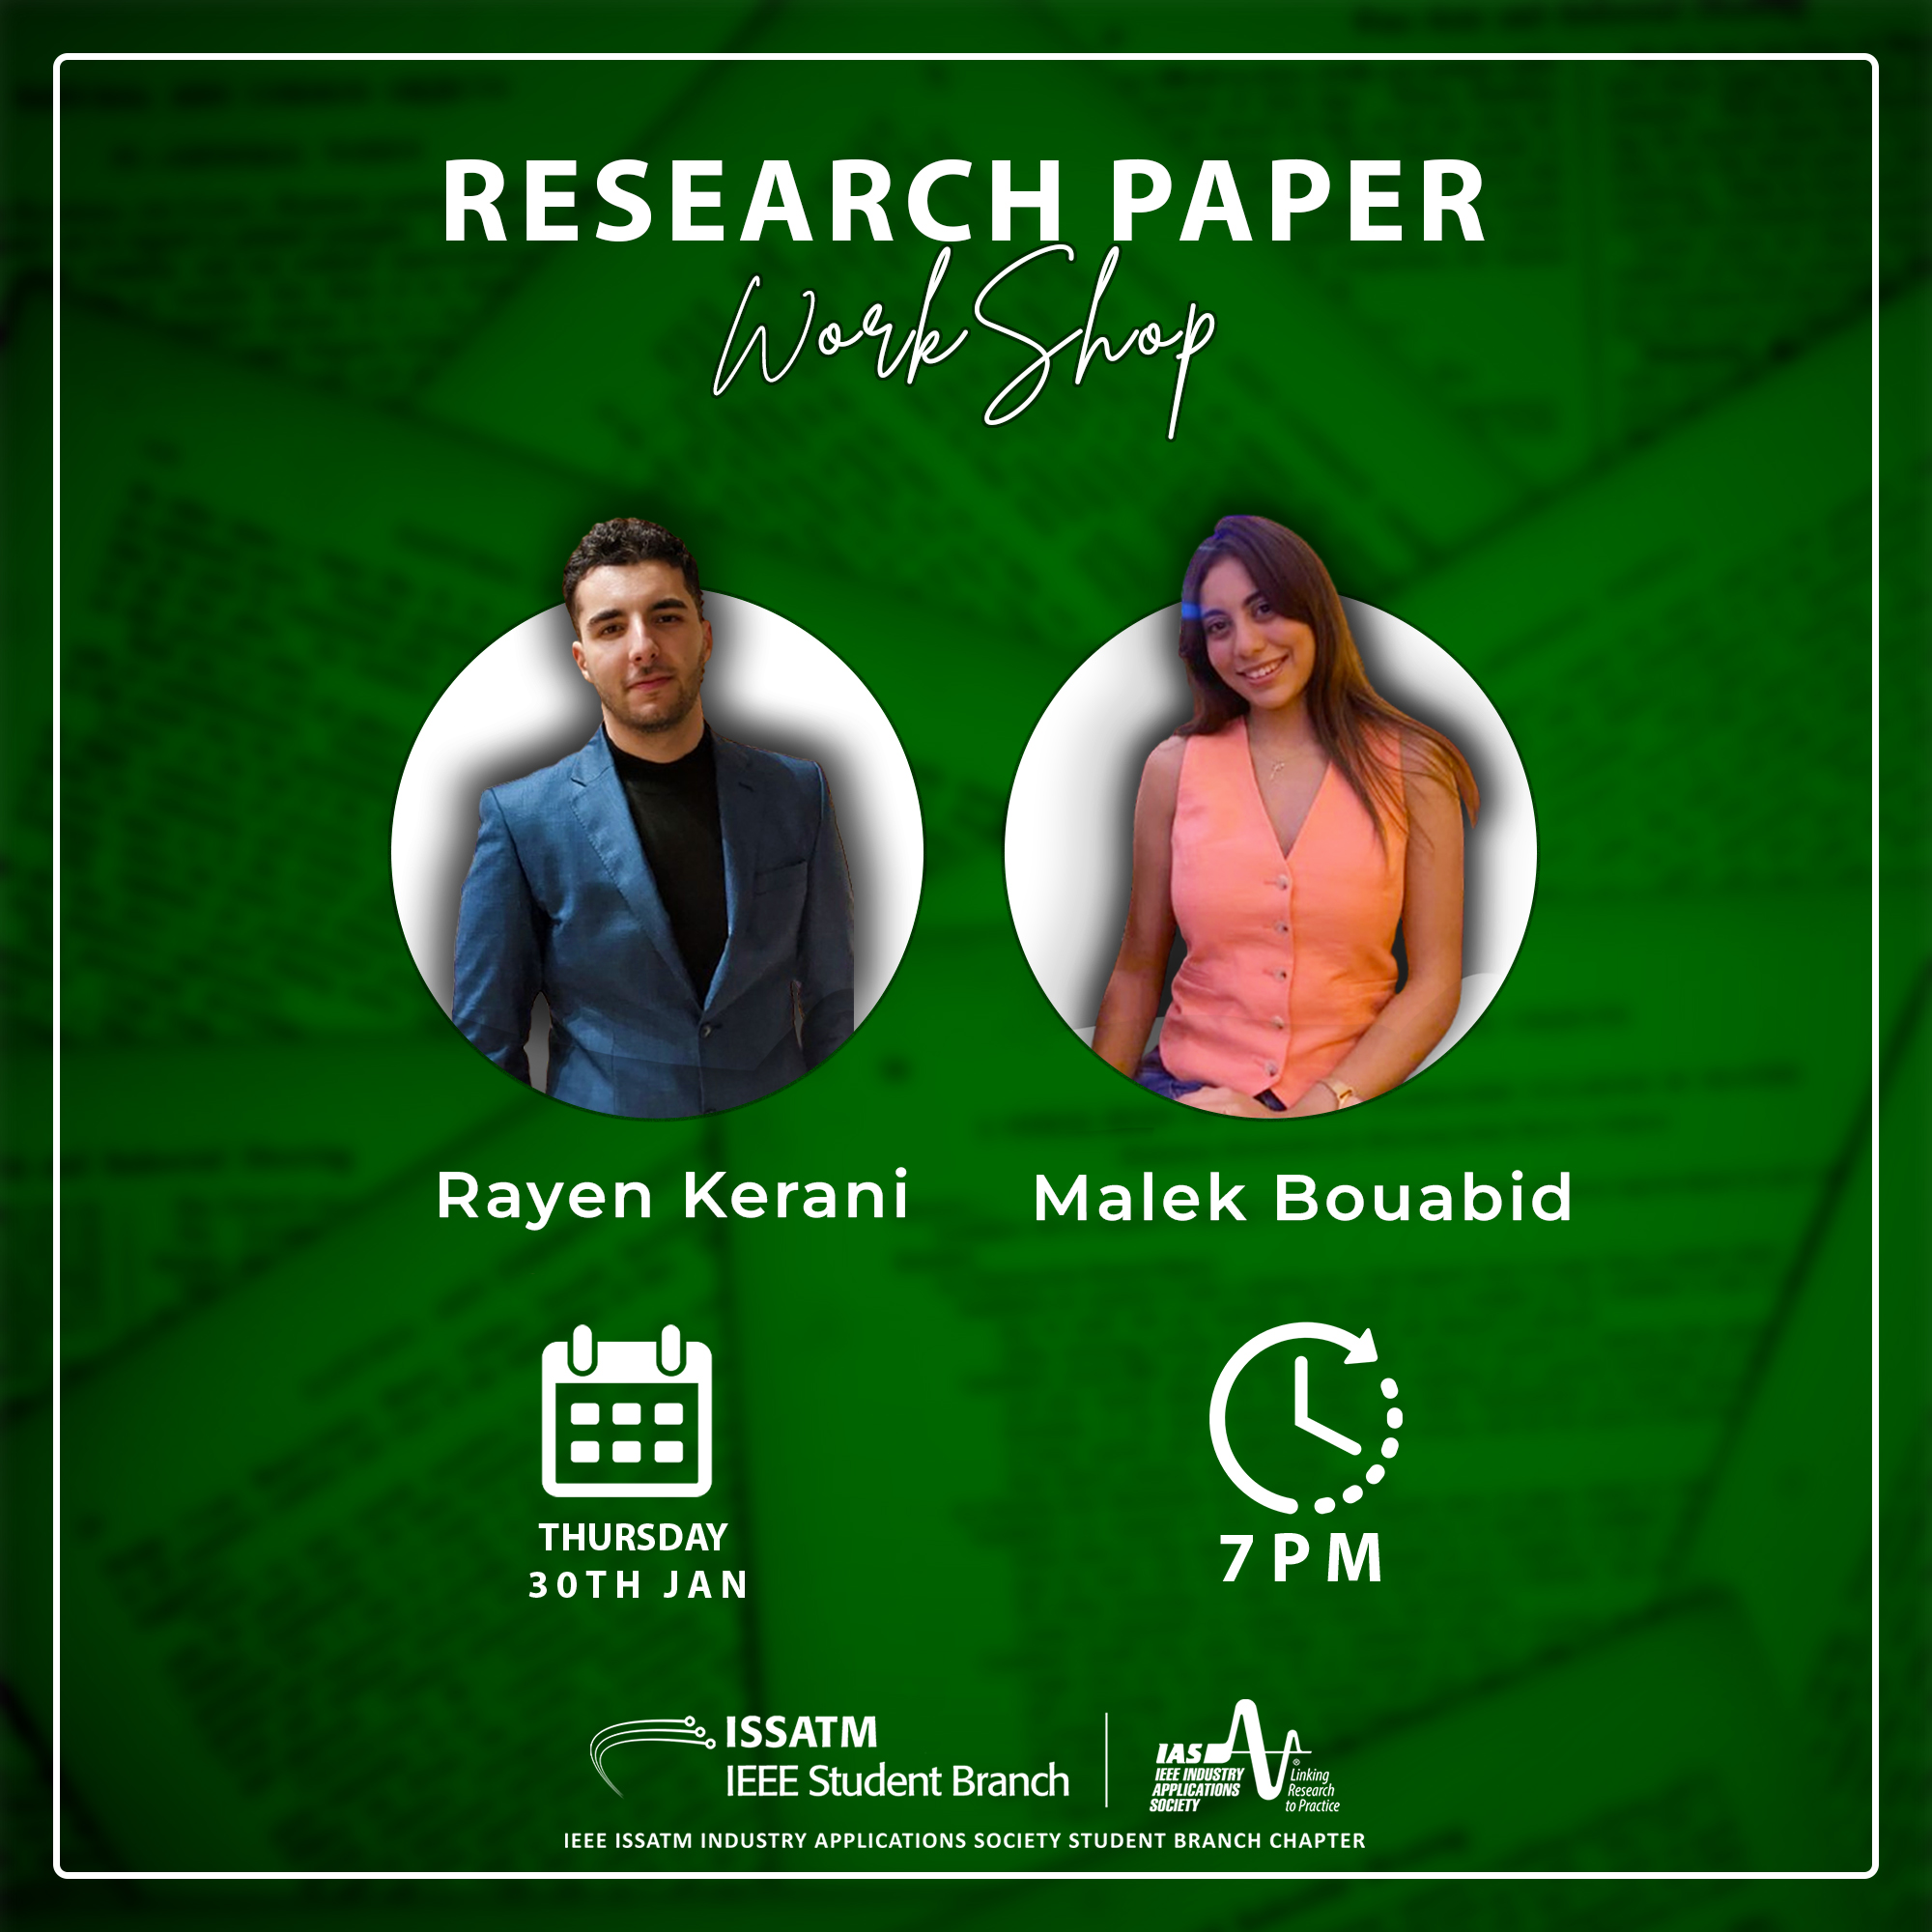 RESEARCH PAPER
WorkShop
Rayen Kerani
Malek Bouabid
THURSDAY
30TH JAN
7PM
ISSATM
IEEE Student Branch
IAS
IEEE INDUSTRY
APPLICATIONS
SOCIETY
®
Linking
Research
to Practice
IEEE ISSATM INDUSTRY APPLICATIONS SOCIETY STUDENT BRANCH CHAPTER